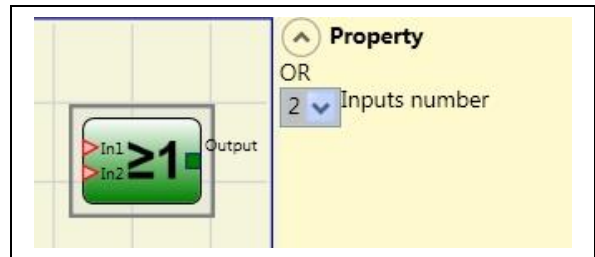 Property
OR
2 Inputs number
In1 ≥1 Output
In2